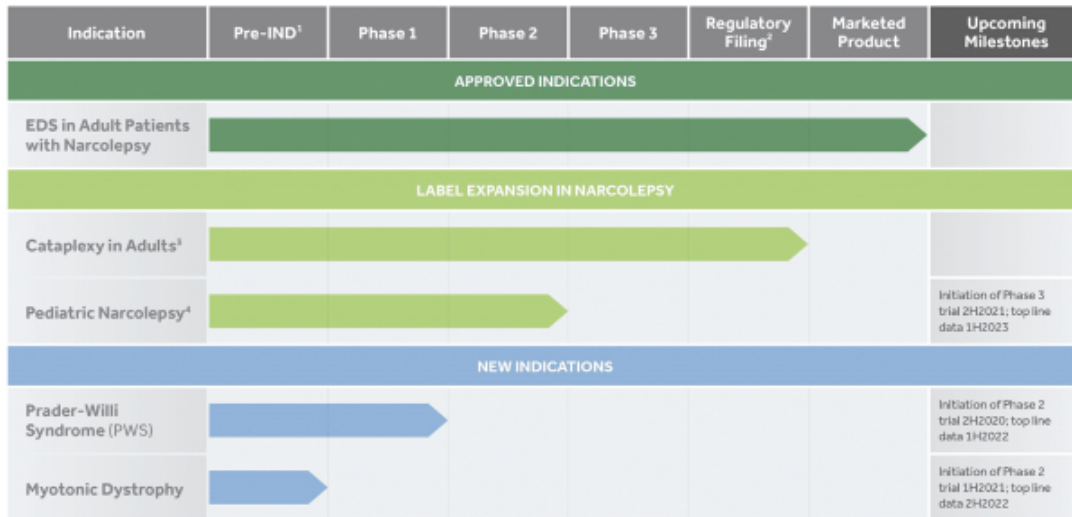 Indication
Pre-IND¹
Phase 1
Phase 2
Phase 3
Regulatory
Filing²
Marketed
Product
Upcoming
Milestones
APPROVED INDICATIONS
EDS in Adult Patients
with Narcolepsy
LABEL EXPANSION IN NARCOLEPSY
Cataplexy in Adults³
Pediatric Narcolepsy⁴
Initiation of Phase 3
trial 2H2021; top line
data 1H2023
NEW INDICATIONS
Prader-Willi
Syndrome (PWS)
Initiation of Phase 2
trial 2H2020; top line
data 1H2022
Myotonic Dystrophy
Initiation of Phase 2
trial 1H2021; top line
data 2H2022